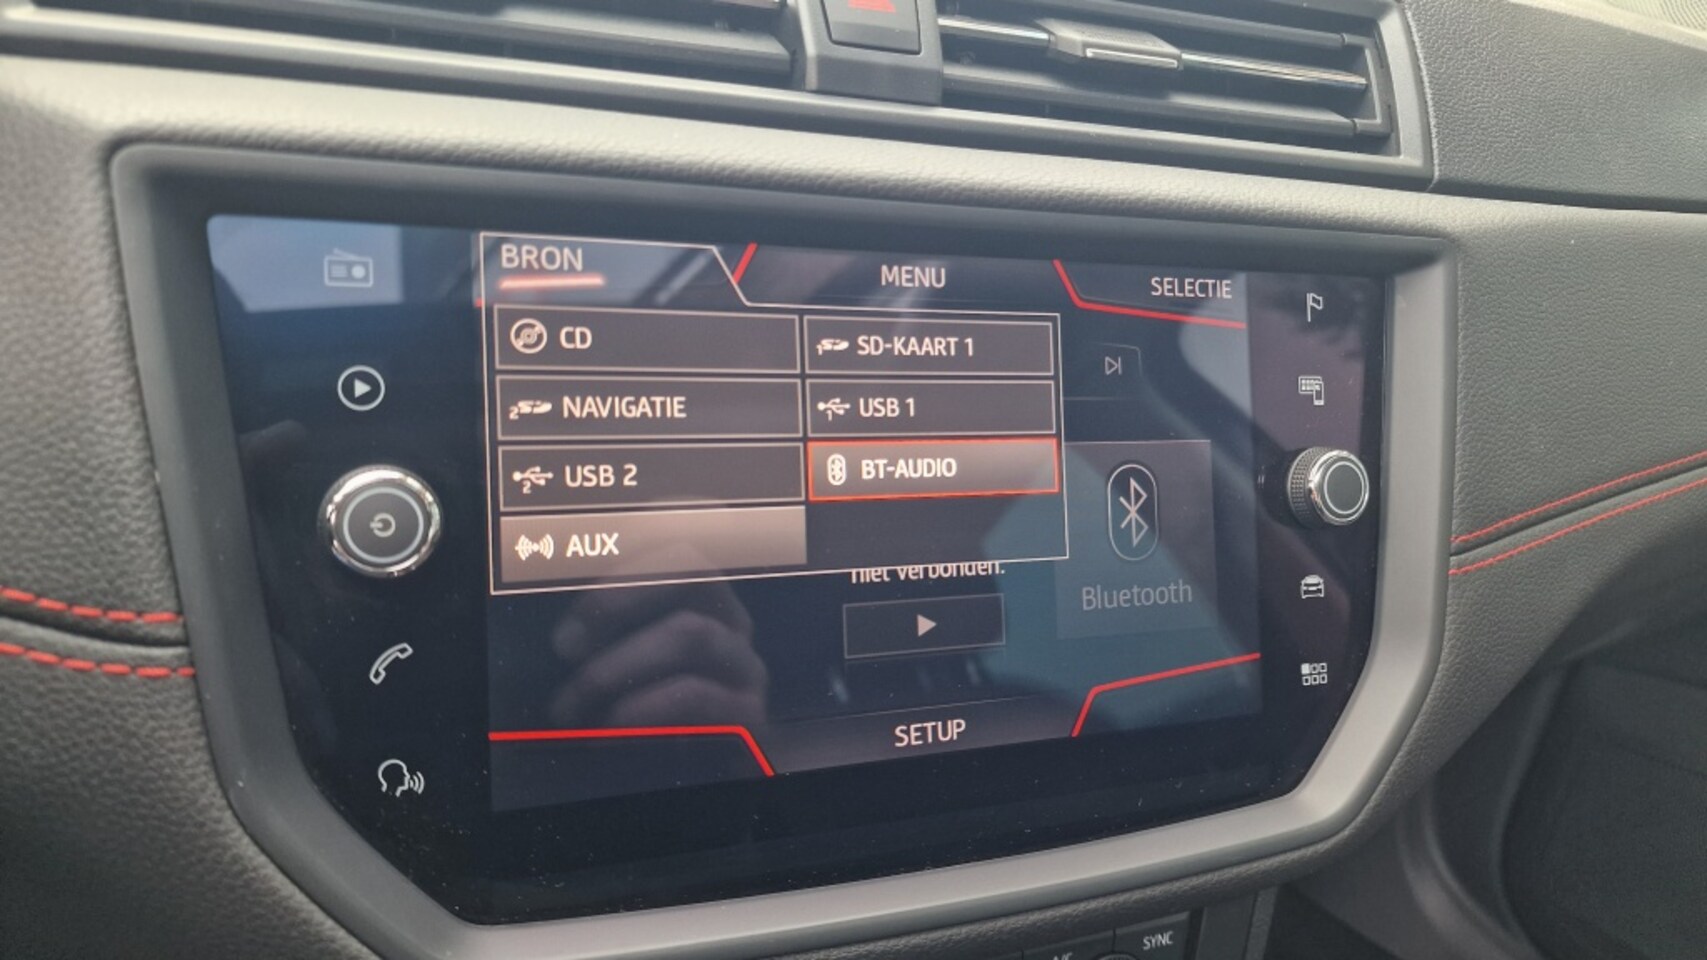 BRON
MENU
SELECTIE
CD
SD-KAART 1
NAVIGATIE
USB 1
USB 2
BT-AUDIO
AUX
niet verbonden.
Bluetooth
SETUP
SYNC
A/C